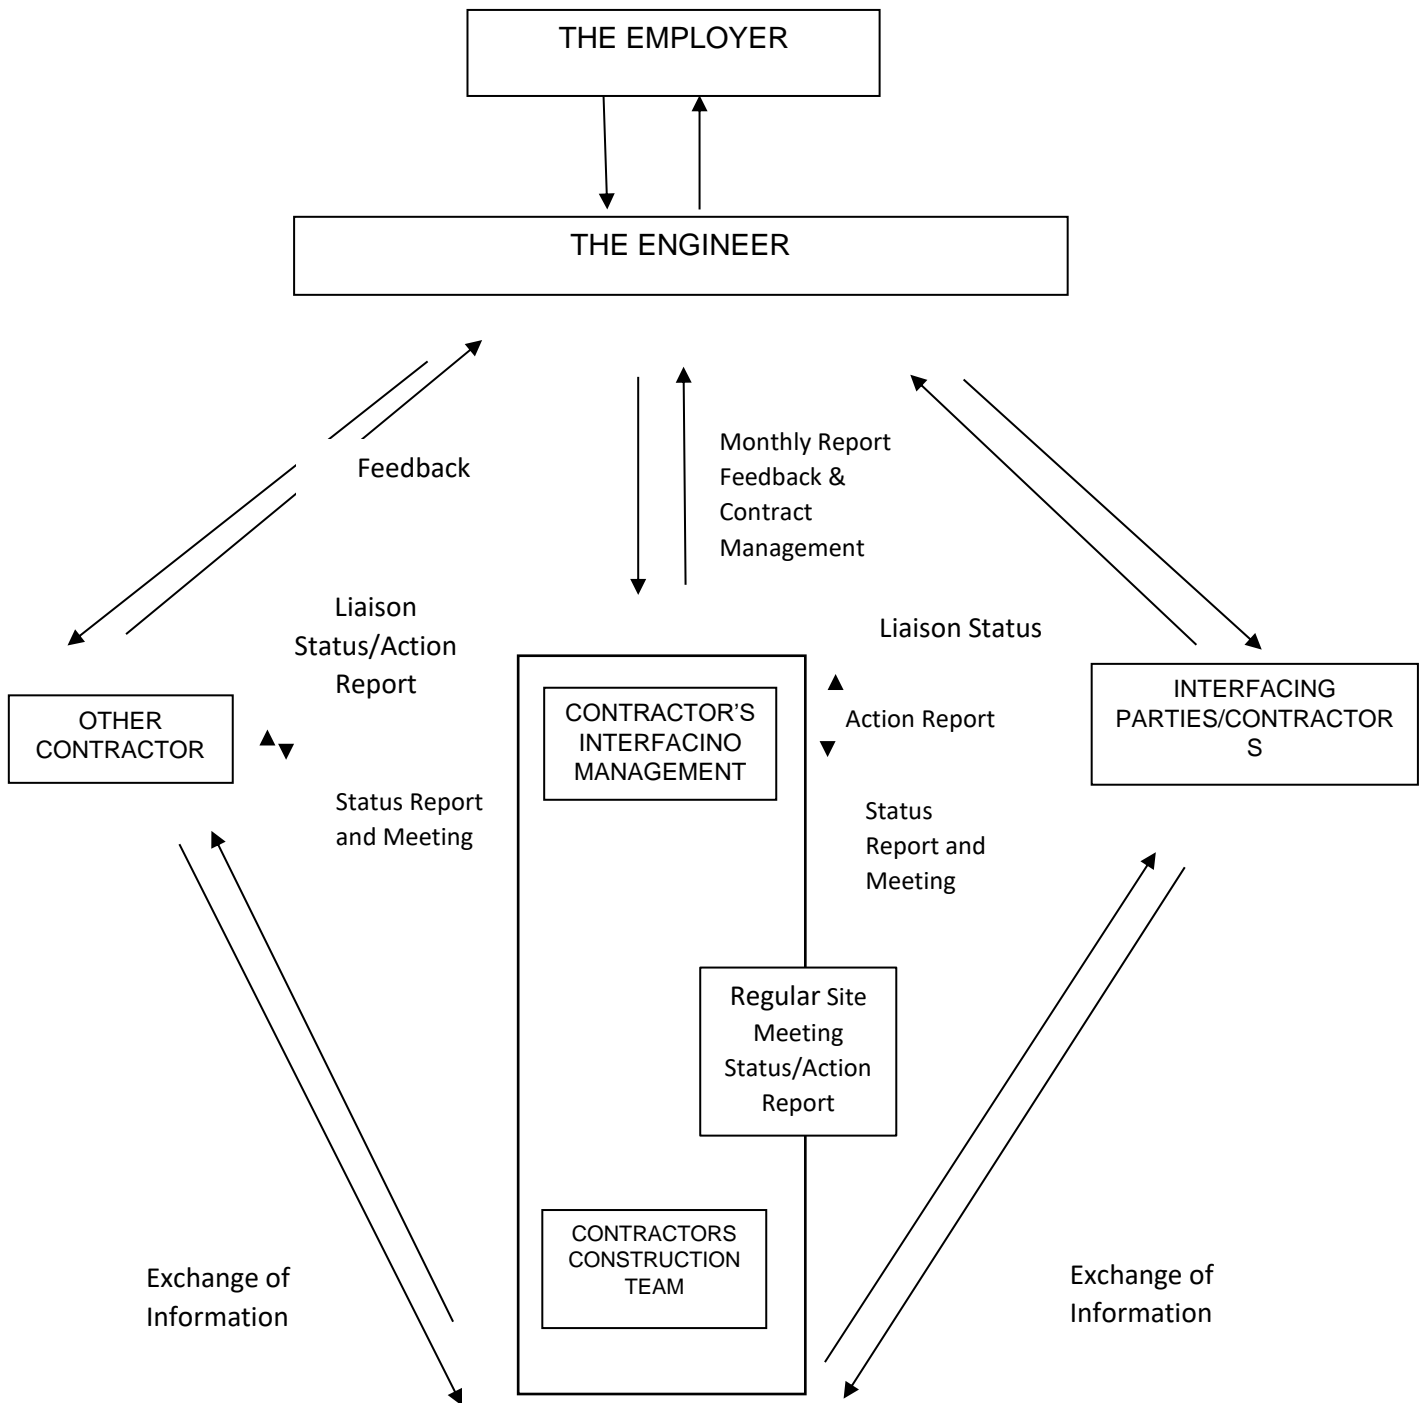 THE EMPLOYER
THE ENGINEER
Feedback
Monthly Report
Feedback &
Contract
Management
Liaison
Status/Action
Report
Liaison Status
OTHER
CONTRACTOR
CONTRACTOR'S
INTERFACINO
MANAGEMENT
Action Report
INTERFACING
PARTIES/CONTRACTOR
S
Status Report
and Meeting
Status
Report and
Meeting
Regular Site
Meeting
Status/Action
Report
CONTRACTORS
CONSTRUCTION
TEAM
Exchange of
Information
Exchange of
Information